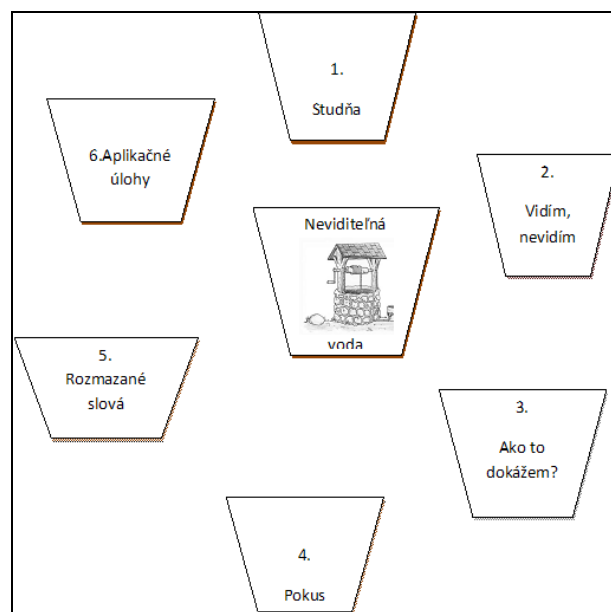 1.
Studňa
2.
Vidím,
nevidím
3.
Ako to
dokážem?
4.
Pokus
5.
Rozmazané
slová
6.Aplikačné
úlohy
Neviditeľná
voda